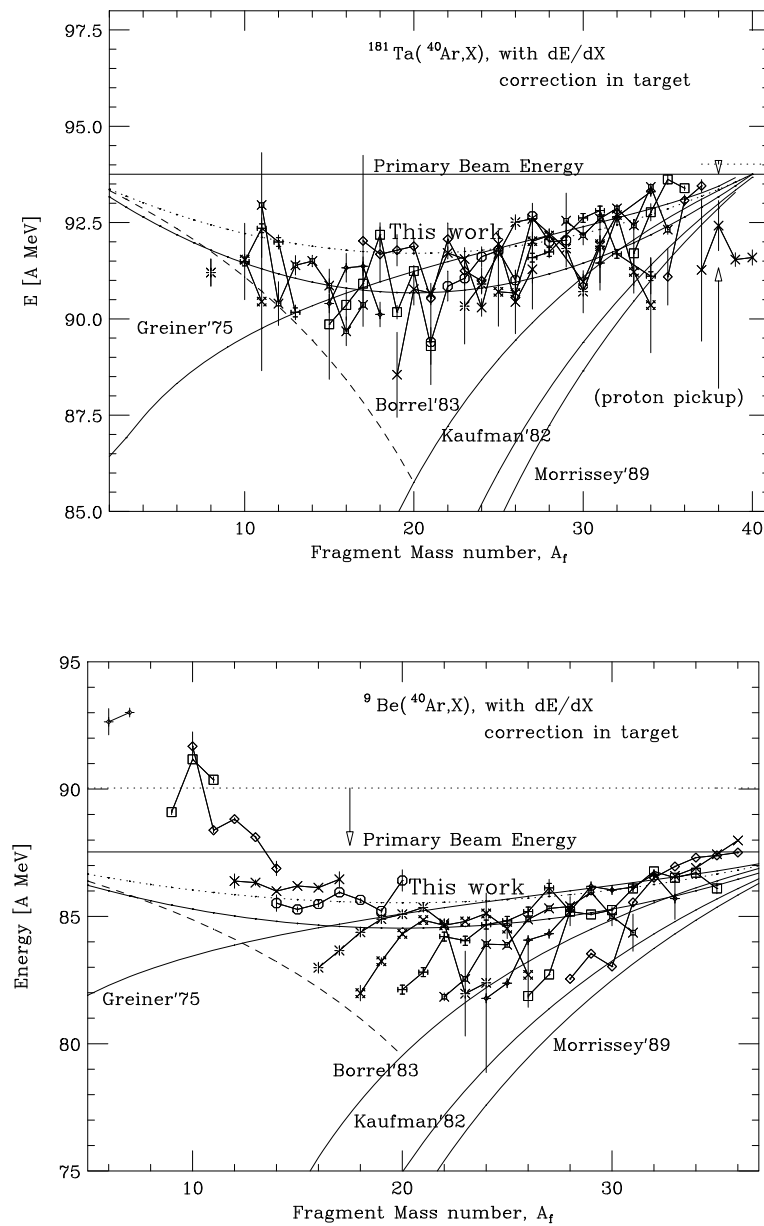 97.5
¹⁸¹Ta(⁴⁰Ar,X), with dE/dX
correction in target
95.0
Primary Beam Energy
This work
92.5
E [A MeV]
90.0
Greiner'75
Borrel'83
(proton pickup)
87.5
Kaufman'82
Morrissey'89
85.0
10 20 30 40
Fragment Mass number, A_f
95
⁹Be(⁴⁰Ar,X), with dE/dX
correction in target
90
Primary Beam Energy
This work
85
Energy [A MeV]
Greiner'75
Morrissey'89
80
Borrel'83
Kaufman'82
75
10 20 30
Fragment Mass number, A_f